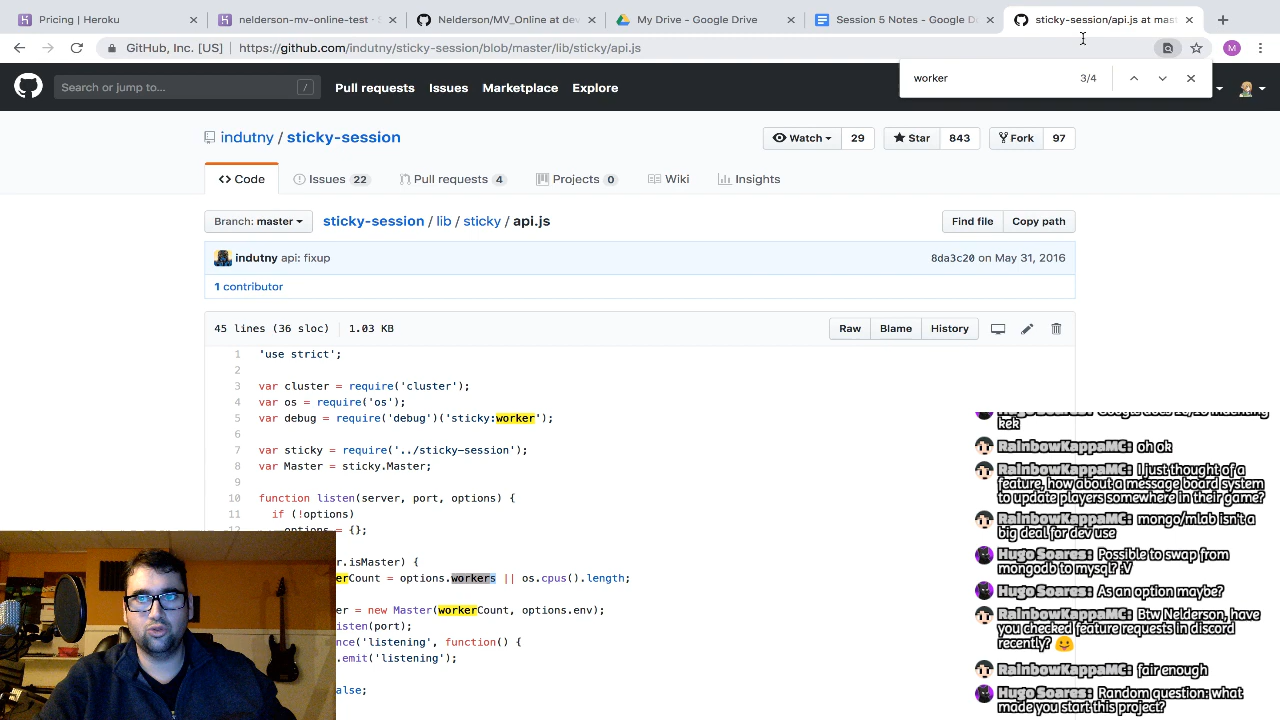 Pricing | Heroku
nelderson-mv-online-test ·
Nelderson/MV_Online at dev
My Drive - Google Drive
Session 5 Notes - Google D
sticky-session/api.js at mast
GitHub, Inc. [US]
https://github.com/indutny/sticky-session/blob/master/lib/sticky/api.js
M
worker
3/4
Search or jump to...
/
Pull requests
Issues
Marketplace
Explore
indutny / sticky-session
Watch
29
Star
843
Fork
97
Code
Issues 22
Pull requests 4
Projects 0
Wiki
Insights
Branch: master
sticky-session / lib / sticky / api.js
Find file
Copy path
indutny api: fixup
8da3c20 on May 31, 2016
1 contributor
45 lines (36 sloc)
1.03 KB
Raw
Blame
History
1 'use strict';
2
3 var cluster = require('cluster');
4 var os = require('os');
5 var debug = require('debug')('sticky:worker');
6
7 var sticky = require('../sticky-session');
8 var Master = sticky.Master;
9
10 function listen(server, port, options) {
11 if (!options)
12 options = {};
r.isMaster) {
erCount = options.workers || os.cpus().length;
er = new Master(workerCount, options.env);
isten(port);
nce('listening', function() {
.emit('listening');
alse;
kek
RainbowKappaMC: oh ok
RainbowKappaMC: I just thought of a
feature, how about a message board system
to update players somewhere in their game?
RainbowKappaMC: mongo/mlab isn't a
big deal for dev use
Hugo Soares: Possible to swap from
mongodb to mysql? :V
Hugo Soares: As an option maybe?
RainbowKappaMC: Btw Nelderson, have
you checked feature requests in discord
recently?
RainbowKappaMC: fair enough
Hugo Soares: Random question: what
made you start this project?